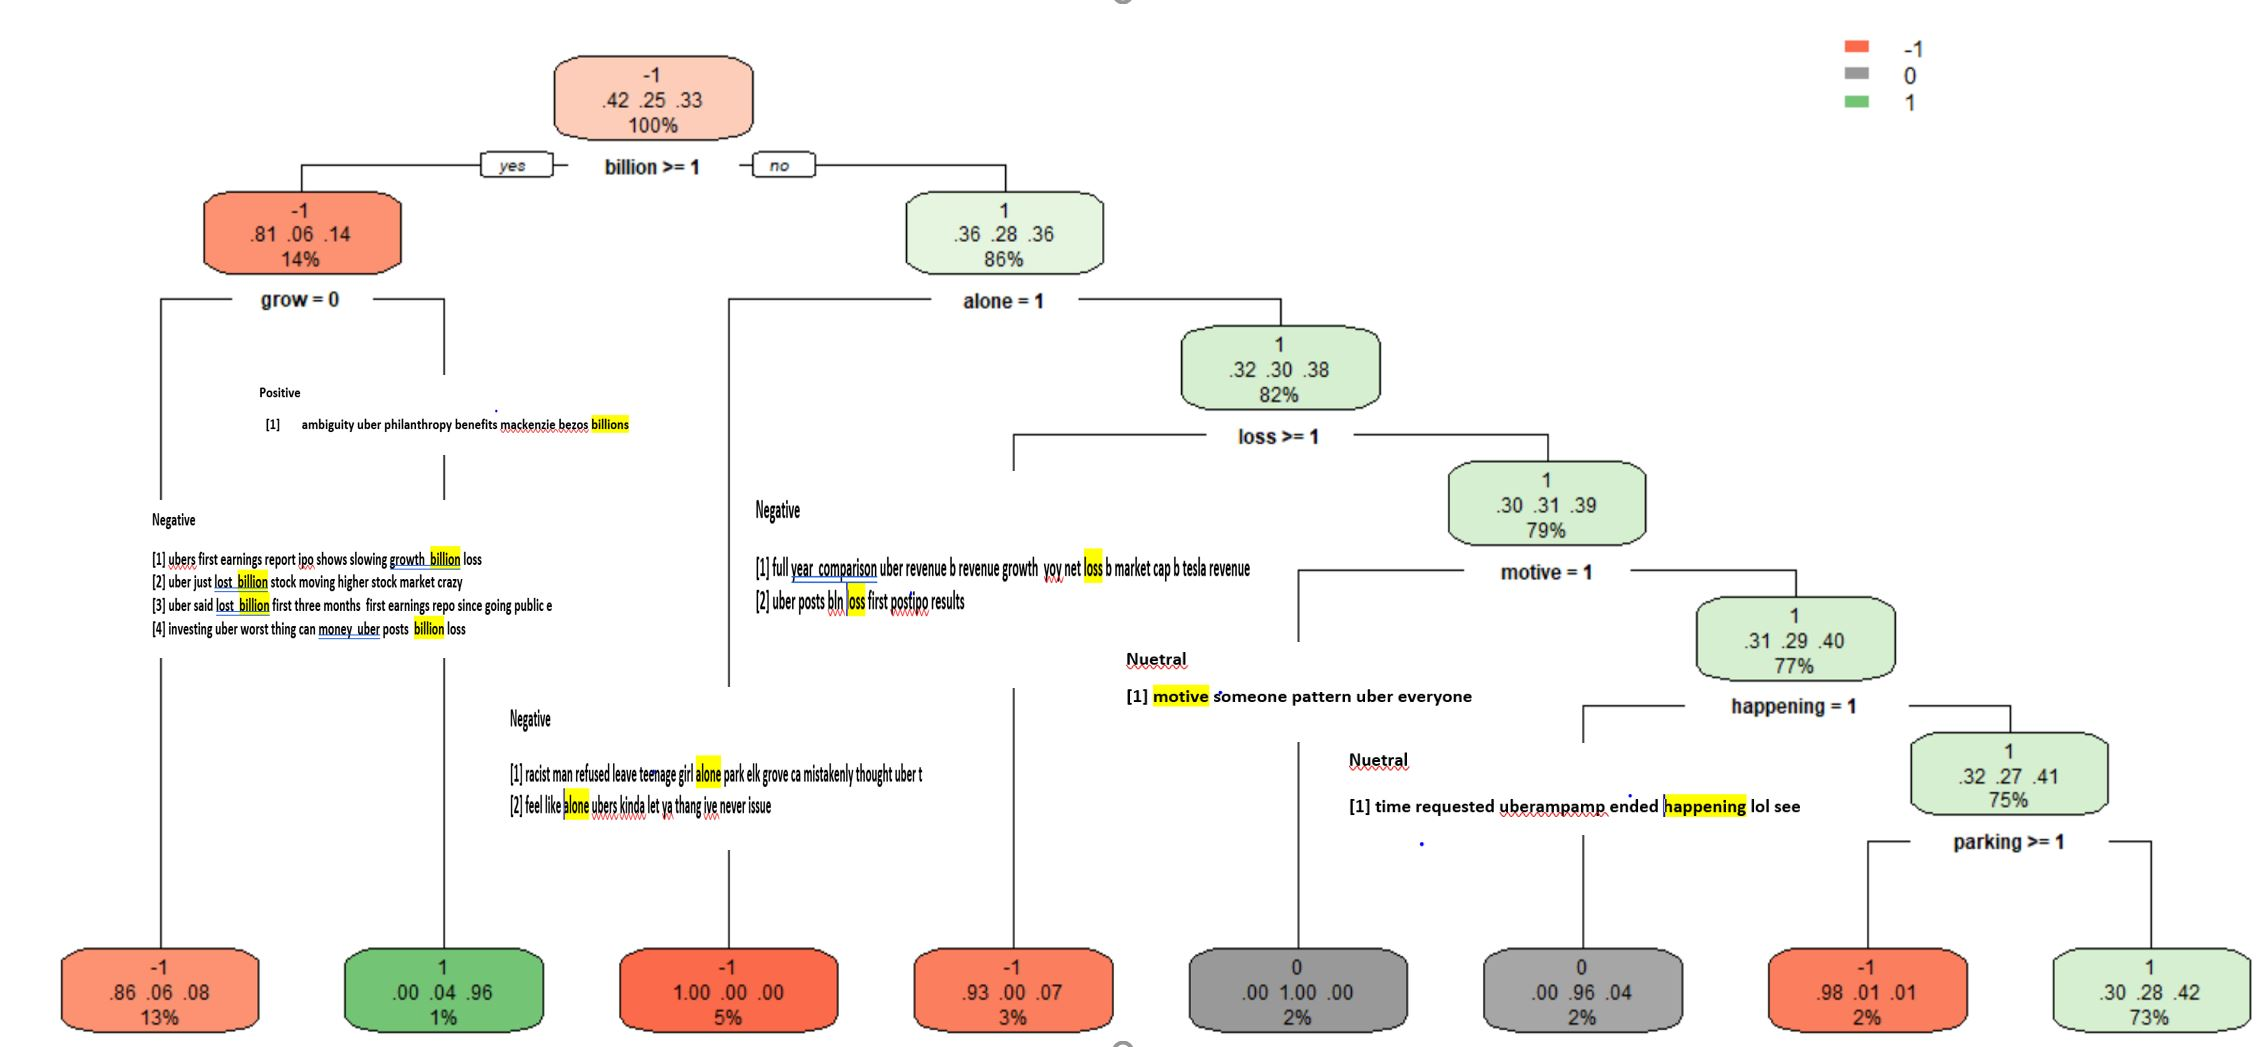 -1
0
1
-1
.42 .25 .33
100%
yes
billion >= 1
no
-1
.81 .06 .14
14%
1
.36 .28 .36
86%
grow = 0
alone = 1
1
.32 .30 .38
82%
Positive
[1] ambiguity uber philanthropy benefits mackenzie bezos billions
loss >= 1
1
.30 .31 .39
79%
Negative
[1] ubers first earnings report ipo shows slowing growth billion loss
[2] uber just lost billion stock moving higher stock market crazy
[3] uber said lost billion first three months first earnings repo since going public e
[4] investing uber worst thing can money uber posts billion loss
Negative
[1] full year comparison uber revenue b revenue growth yoy net loss b market cap b tesla revenue
[2] uber posts bln loss first postipo results
motive = 1
1
.31 .29 .40
77%
Nuetral
[1] motive someone pattern uber everyone
happening = 1
Negative
[1] racist man refused leave teenage girl alone park elk grove ca mistakenly thought uber t
[2] feel like alone ubers kinda let ya thang ive never issue
Nuetral
[1] time requested uberampamp ended happening lol see
1
.32 .27 .41
75%
parking >= 1
-1
.86 .06 .08
13%
1
.00 .04 .96
1%
-1
1.00 .00 .00
5%
-1
.93 .00 .07
3%
0
.00 1.00 .00
2%
0
.00 .96 .04
2%
-1
.98 .01 .01
2%
1
.30 .28 .42
73%